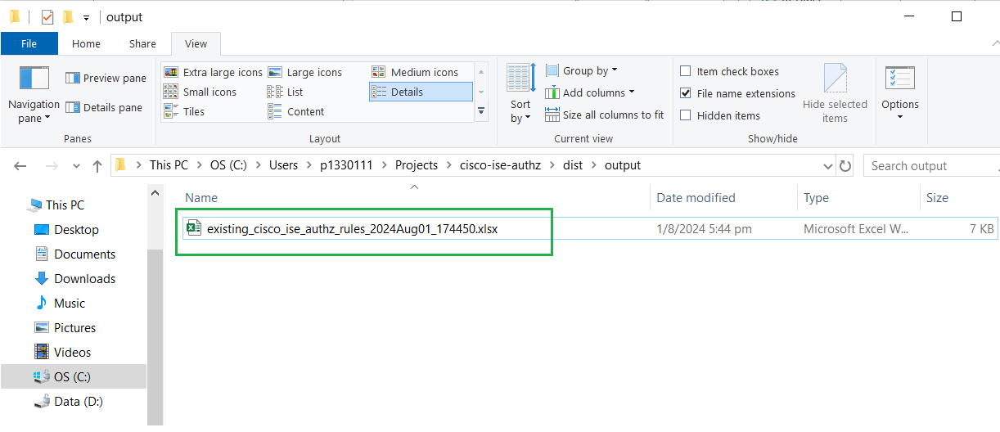 output
File Home Share View
Navigation pane
Preview pane
Details pane
Panes
Extra large icons Large icons Medium icons
Small icons List Details
Tiles Content
Layout
Sort by
Group by
Add columns
Size all columns to fit
Current view
Item check boxes
File name extensions
Hidden items
Hide selected items
Show/hide
Options
This PC OS (C:) Users p1330111 Projects cisco-ise-authz dist output
Search output
This PC
Desktop
Documents
Downloads
Music
Pictures
Videos
OS (C:)
Data (D:)
Name Date modified Type Size
existing_cisco_ise_authz_rules_2024Aug01_174450.xlsx 1/8/2024 5:44 pm Microsoft Excel W... 7 KB